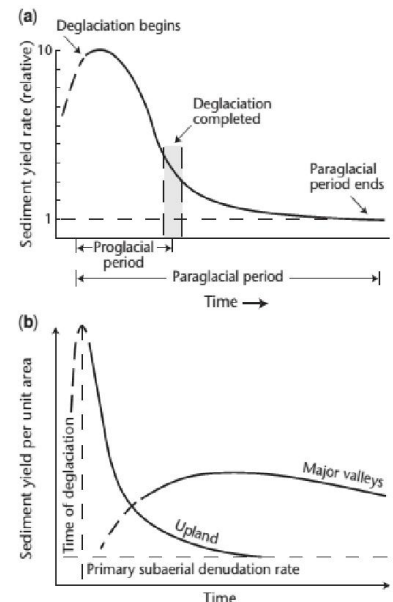 (a)
Deglaciation begins
10
Deglaciation
completed
Paraglacial
period ends
1
Sediment yield rate (relative)
Proglacial
period
Paraglacial period
Time
(b)
Sediment yield per unit area
Time of deglaciation
Major valleys
Upland
Primary subaerial denudation rate
Time